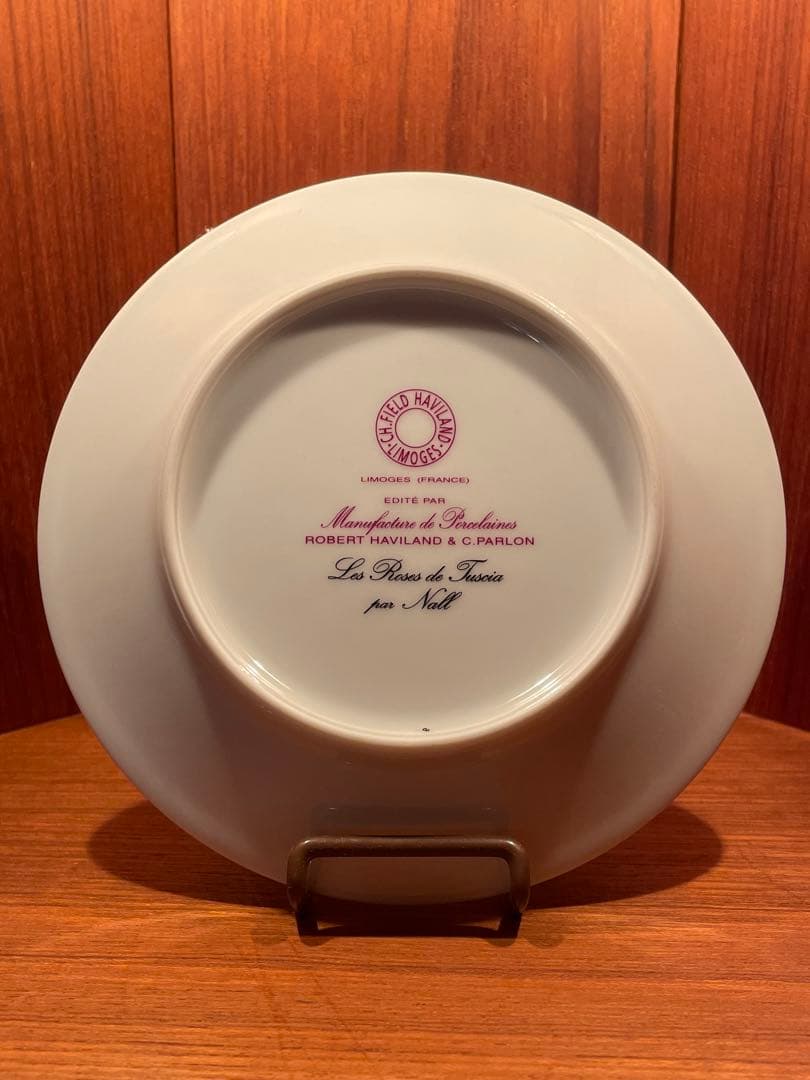 CH.FIELD HAVILAND
LIMOGES
LIMOGES (FRANCE)
EDITÉ PAR
Manufacture de Porcelaines
ROBERT HAVILAND & C.PARLON
Les Roses de Tuscia
par Nall